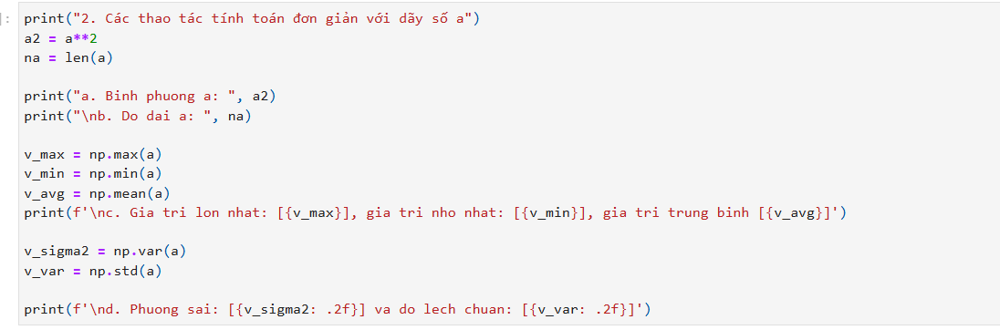 ]:
print("2. Các thao tác tính toán đơn giản với dãy số a")
a2 = a**2
na = len(a)
print("a. Binh phuong a: ", a2)
print("\nb. Do dai a: ", na)
v_max = np.max(a)
v_min = np.min(a)
v_avg = np.mean(a)
print(f'\nc. Gia tri lon nhat: [{v_max}], gia tri nho nhat: [{v_min}], gia tri trung binh [{v_avg}]')
v_sigma2 = np.var(a)
v_var = np.std(a)
print(f'\nd. Phuong sai: [{v_sigma2: .2f}] va do lech chuan: [{v_var: .2f}]')